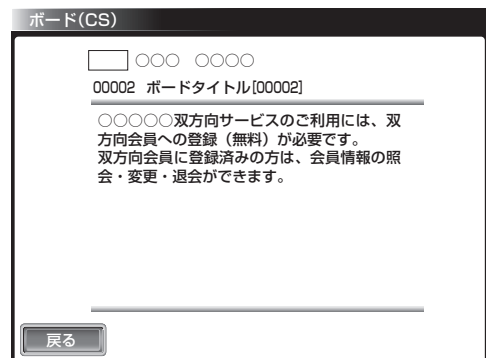 ボード(CS)
○○○ ○○○○
00002 ボードタイトル[00002]
○○○○○双方向サービスのご利用には、双
方向会員への登録（無料）が必要です。
双方向会員に登録済みの方は、会員情報の照
会・変更・退会ができます。
戻る